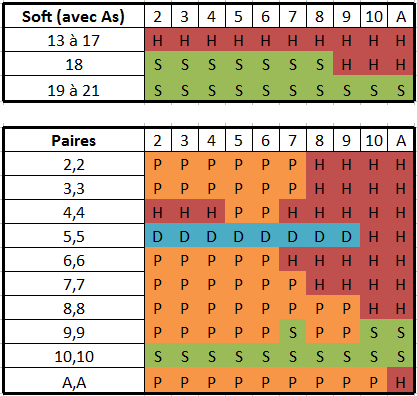 Soft (avec As) 2 3 4 5 6 7 8 9 10 A
13 à 17 H H H H H H H H H H
18 S S S S S S S H H H
19 à 21 S S S S S S S S S S
Paires 2 3 4 5 6 7 8 9 10 A
2,2 P P P P P P H H H H
3,3 P P P P P P H H H H
4,4 H H H P P H H H H H
5,5 D D D D D D D D H H
6,6 P P P P P H H H H H
7,7 P P P P P P H H H H
8,8 P P P P P P P P H H
9,9 P P P P P S P P S S
10,10 S S S S S S S S S S
A,A P P P P P P P P P H